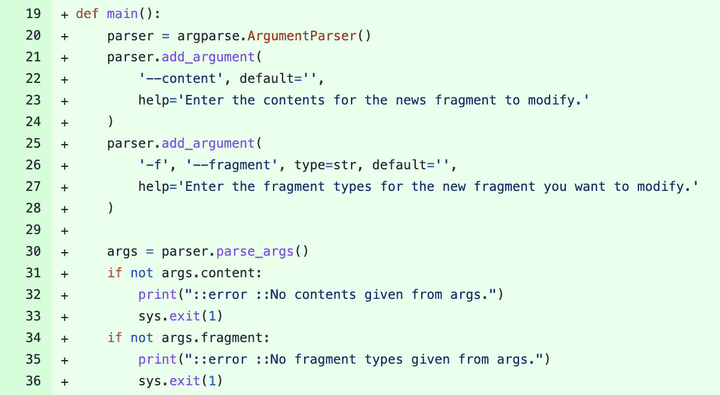 19 + def main():
20 +     parser = argparse.ArgumentParser()
21 +     parser.add_argument(
22 +         '--content', default='',
23 +         help='Enter the contents for the news fragment to modify.'
24 +     )
25 +     parser.add_argument(
26 +         '-f', '--fragment', type=str, default='',
27 +         help='Enter the fragment types for the new fragment you want to modify.'
28 +     )
29 +
30 +     args = parser.parse_args()
31 +     if not args.content:
32 +         print("::error ::No contents given from args.")
33 +         sys.exit(1)
34 +     if not args.fragment:
35 +         print("::error ::No fragment types given from args.")
36 +         sys.exit(1)